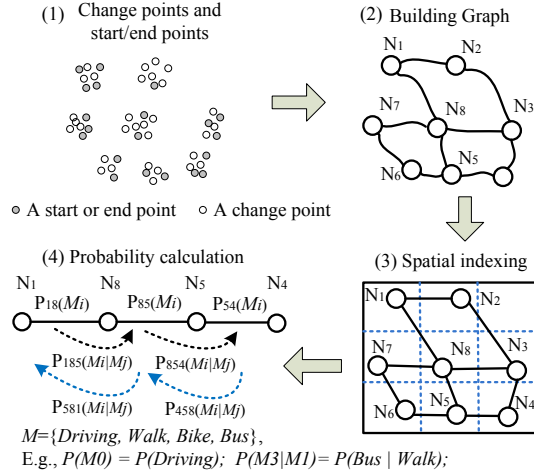 (1) Change points and
start/end points
(2) Building Graph
N1
N2
N7
N8
N3
N6
N5
A start or end point
A change point
(4) Probability calculation
(3) Spatial indexing
N1
N8
N5
N4
P18(Mi)
P85(Mi)
P54(Mi)
P185(Mi|Mj)
P854(Mi|Mj)
P581(Mi|Mj)
P458(Mi|Mj)
N1
N2
N7
N8
N3
N6
N5
N4
M={Driving, Walk, Bike, Bus},
E.g., P(M0) = P(Driving); P(M3|M1) = P(Bus | Walk);